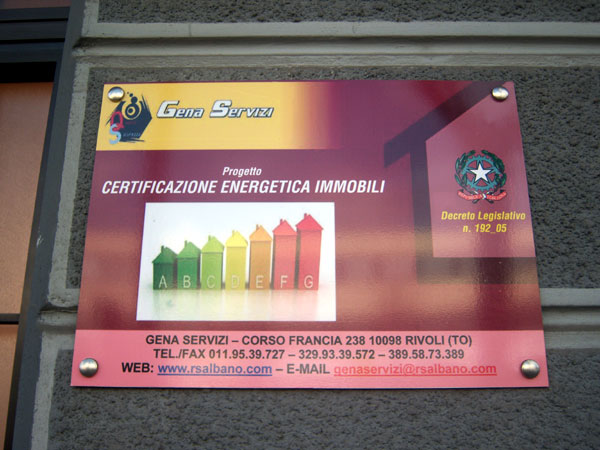 GENA SERVIZI
Progetto
CERTIFICAZIONE ENERGETICA IMMOBILI
Decreto Legislativo
n. 192_05
A B C D E F G
GENA SERVIZI – CORSO FRANCIA 238 10098 RIVOLI (TO)
TEL./FAX 011.95.39.727 – 329.93.39.572 – 389.58.73.389
WEB: www.rsalbano.com – E-MAIL genaservizi@rsalbano.com